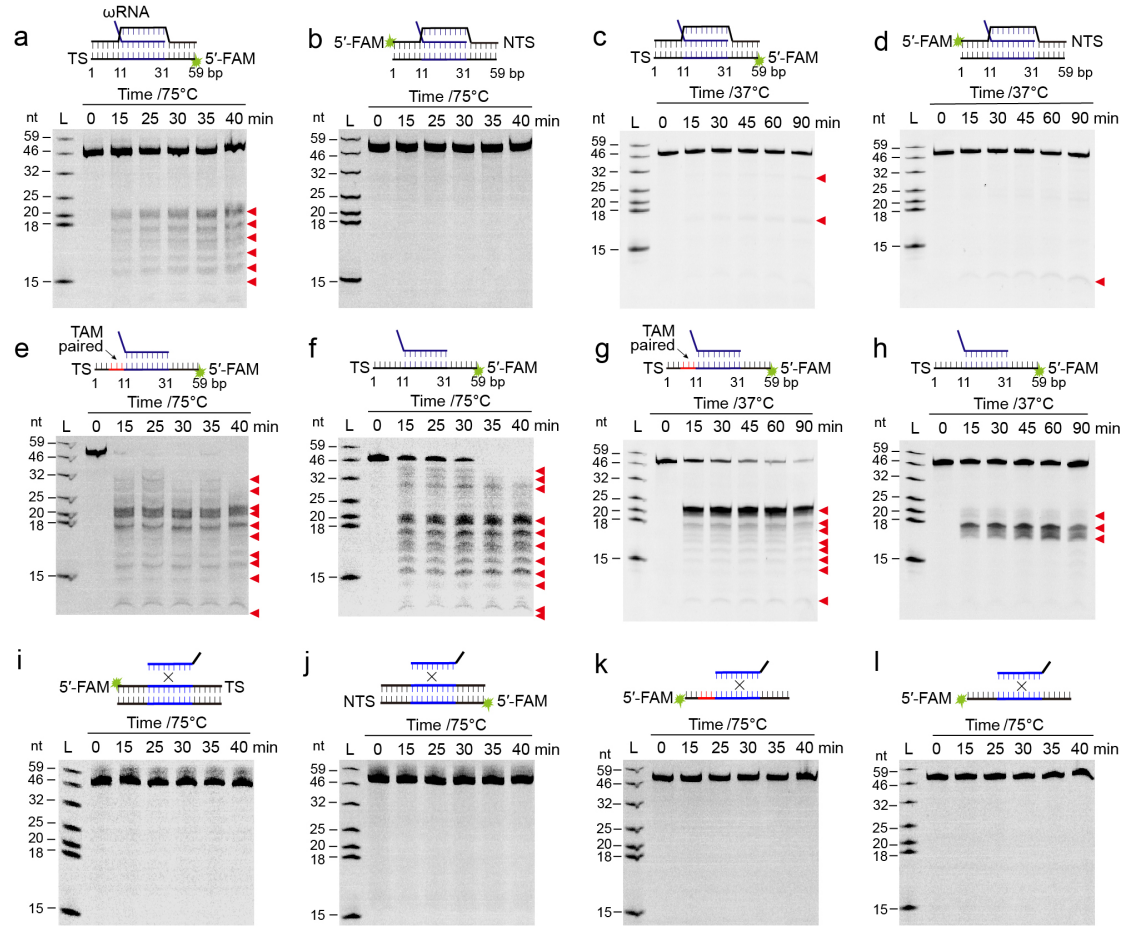 a
ωRNA
TS
5′-FAM
1 11 31 59 bp
Time /75°C
nt L 0 15 25 30 35 40 min
59
46
32
25
20
18
15
b
5′-FAM
NTS
1 11 31 59 bp
Time /75°C
nt L 0 15 25 30 35 40 min
59
46
32
25
20
18
15
c
TS
5′-FAM
1 11 31 59 bp
Time /37°C
nt L 0 15 30 45 60 90 min
59
46
32
25
20
18
15
d
5′-FAM
NTS
1 11 31 59 bp
Time /37°C
nt L 0 15 30 45 60 90 min
59
46
32
25
20
18
15
e
TAM
paired
TS
5′-FAM
1 11 31 59 bp
Time /75°C
nt L 0 15 25 30 35 40 min
59
46
32
25
20
18
15
f
TS
5′-FAM
1 11 31 59 bp
Time /75°C
nt L 0 15 25 30 35 40 min
59
46
32
25
20
18
15
g
TAM
paired
TS
5′-FAM
1 11 31 59 bp
Time /37°C
nt L 0 15 30 45 60 90 min
59
46
32
25
20
18
15
h
TS
5′-FAM
1 11 31 59 bp
Time /37°C
nt L 0 15 30 45 60 90 min
59
46
32
25
20
18
15
i
5′-FAM
TS
Time /75°C
nt L 0 15 25 30 35 40 min
59
46
32
25
20
18
15
j
NTS
5′-FAM
Time /75°C
nt L 0 15 25 30 35 40 min
59
46
32
25
20
18
15
k
5′-FAM
Time /75°C
nt L 0 15 25 30 35 40 min
59
46
32
25
20
18
15
l
5′-FAM
Time /75°C
nt L 0 15 25 30 35 40 min
59
46
32
25
20
18
15